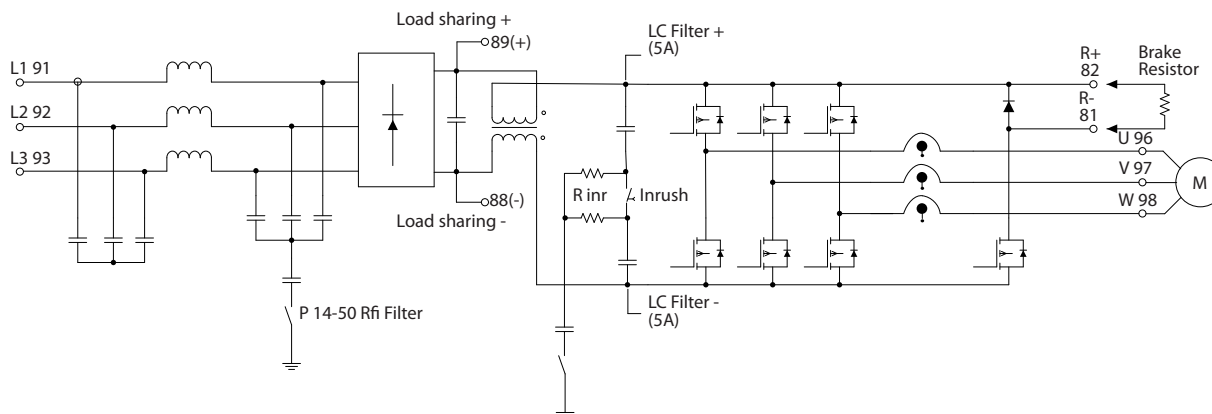 Load sharing +
89(+)
LC Filter +
(5A)
R+
82
Brake
Resistor
L1 91
R-
81
L2 92
U 96
L3 93
V 97
M
R inr
Inrush
88(-)
W 98
Load sharing -
P 14-50 Rfi Filter
LC Filter -
(5A)